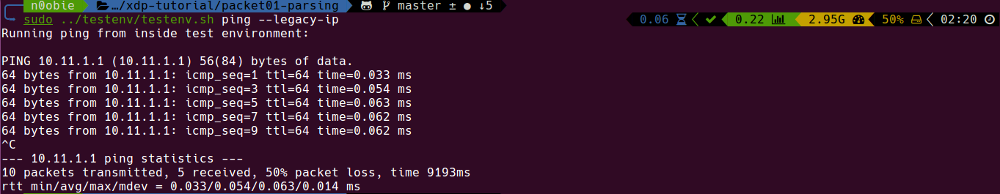 n0obie …/xdp-tutorial/packet01-parsing master ± ● ↓5
sudo ../testenv/testenv.sh ping --legacy-ip 0.06 ✔ 0.22 2.95G 50% 02:20
Running ping from inside test environment:
PING 10.11.1.1 (10.11.1.1) 56(84) bytes of data.
64 bytes from 10.11.1.1: icmp_seq=1 ttl=64 time=0.033 ms
64 bytes from 10.11.1.1: icmp_seq=3 ttl=64 time=0.054 ms
64 bytes from 10.11.1.1: icmp_seq=5 ttl=64 time=0.063 ms
64 bytes from 10.11.1.1: icmp_seq=7 ttl=64 time=0.062 ms
64 bytes from 10.11.1.1: icmp_seq=9 ttl=64 time=0.062 ms
^C
--- 10.11.1.1 ping statistics ---
10 packets transmitted, 5 received, 50% packet loss, time 9193ms
rtt min/avg/max/mdev = 0.033/0.054/0.063/0.014 ms